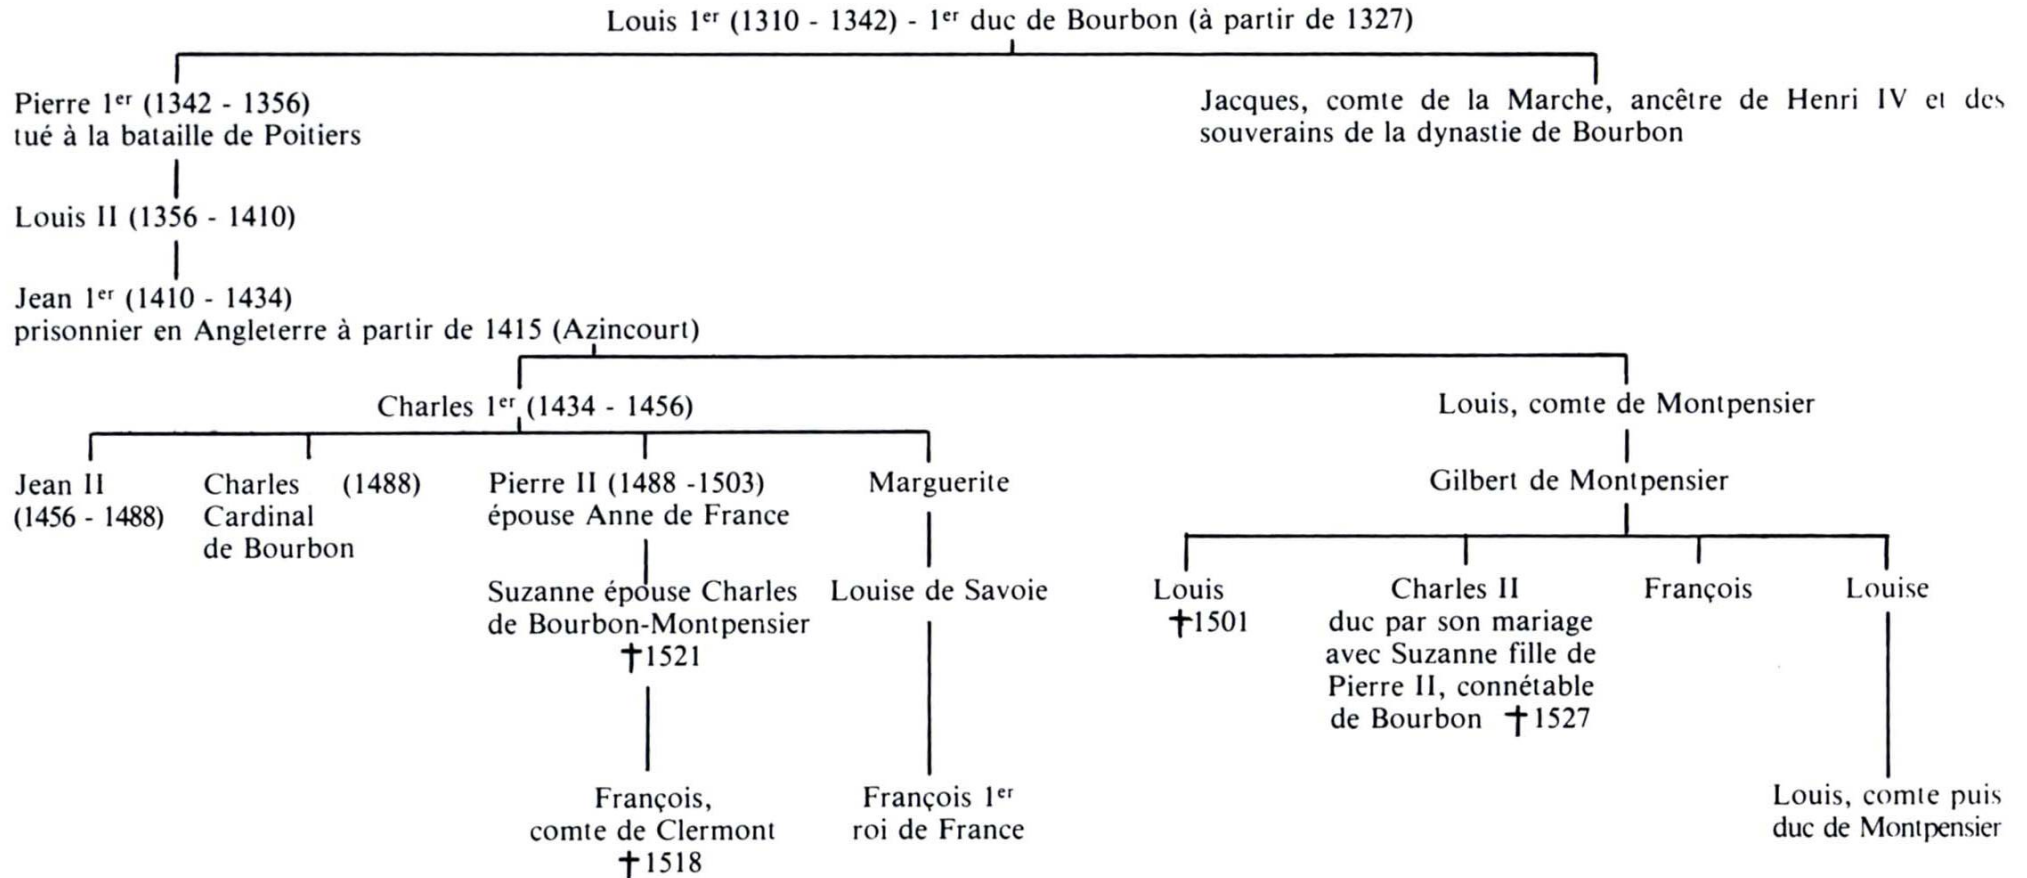 Louis 1er (1310 - 1342) - 1er duc de Bourbon (à partir de 1327)
Pierre 1er (1342 - 1356)
tué à la bataille de Poitiers
Jacques, comte de la Marche, ancêtre de Henri IV et des
souverains de la dynastie de Bourbon
Louis II (1356 - 1410)
Jean 1er (1410 - 1434)
prisonnier en Angleterre à partir de 1415 (Azincourt)
Charles 1er (1434 - 1456)
Louis, comte de Montpensier
Jean II
(1456 - 1488)
Charles (1488)
Cardinal
de Bourbon
Pierre II (1488 -1503)
épouse Anne de France
Marguerite
Gilbert de Montpensier
Suzanne épouse Charles
de Bourbon-Montpensier
†1521
Louise de Savoie
Louis
†1501
Charles II
duc par son mariage
avec Suzanne fille de
Pierre II, connétable
de Bourbon †1527
François
Louise
François,
comte de Clermont
†1518
François 1er
roi de France
Louis, comte puis
duc de Montpensier